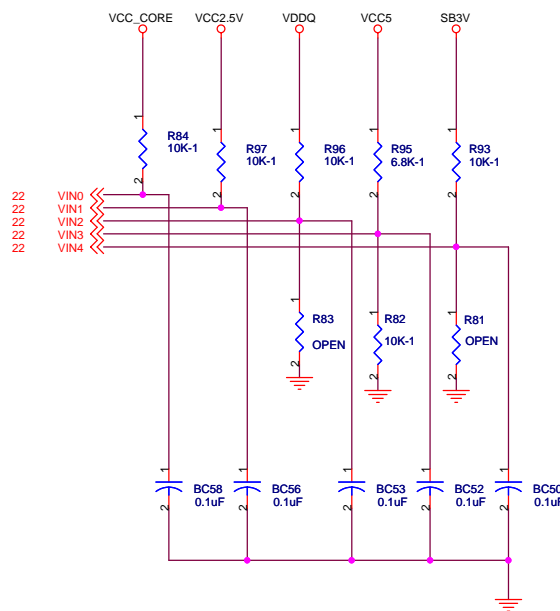 VCC_CORE VCC2.5V VDDQ VCC5 SB3V
1 1 1 1 1
R84 10K-1
R97 10K-1
R96 10K-1
R95 6.8K-1
R93 10K-1
2 2 2 2 2
22 VIN0
22 VIN1
22 VIN2
22 VIN3
22 VIN4
1 1 1
R83 OPEN
R82 10K-1
R81 OPEN
2 2 2
1 1 1 1 1
BC58 0.1uF
BC56 0.1uF
BC53 0.1uF
BC52 0.1uF
BC50 0.1uF
2 2 2 2 2